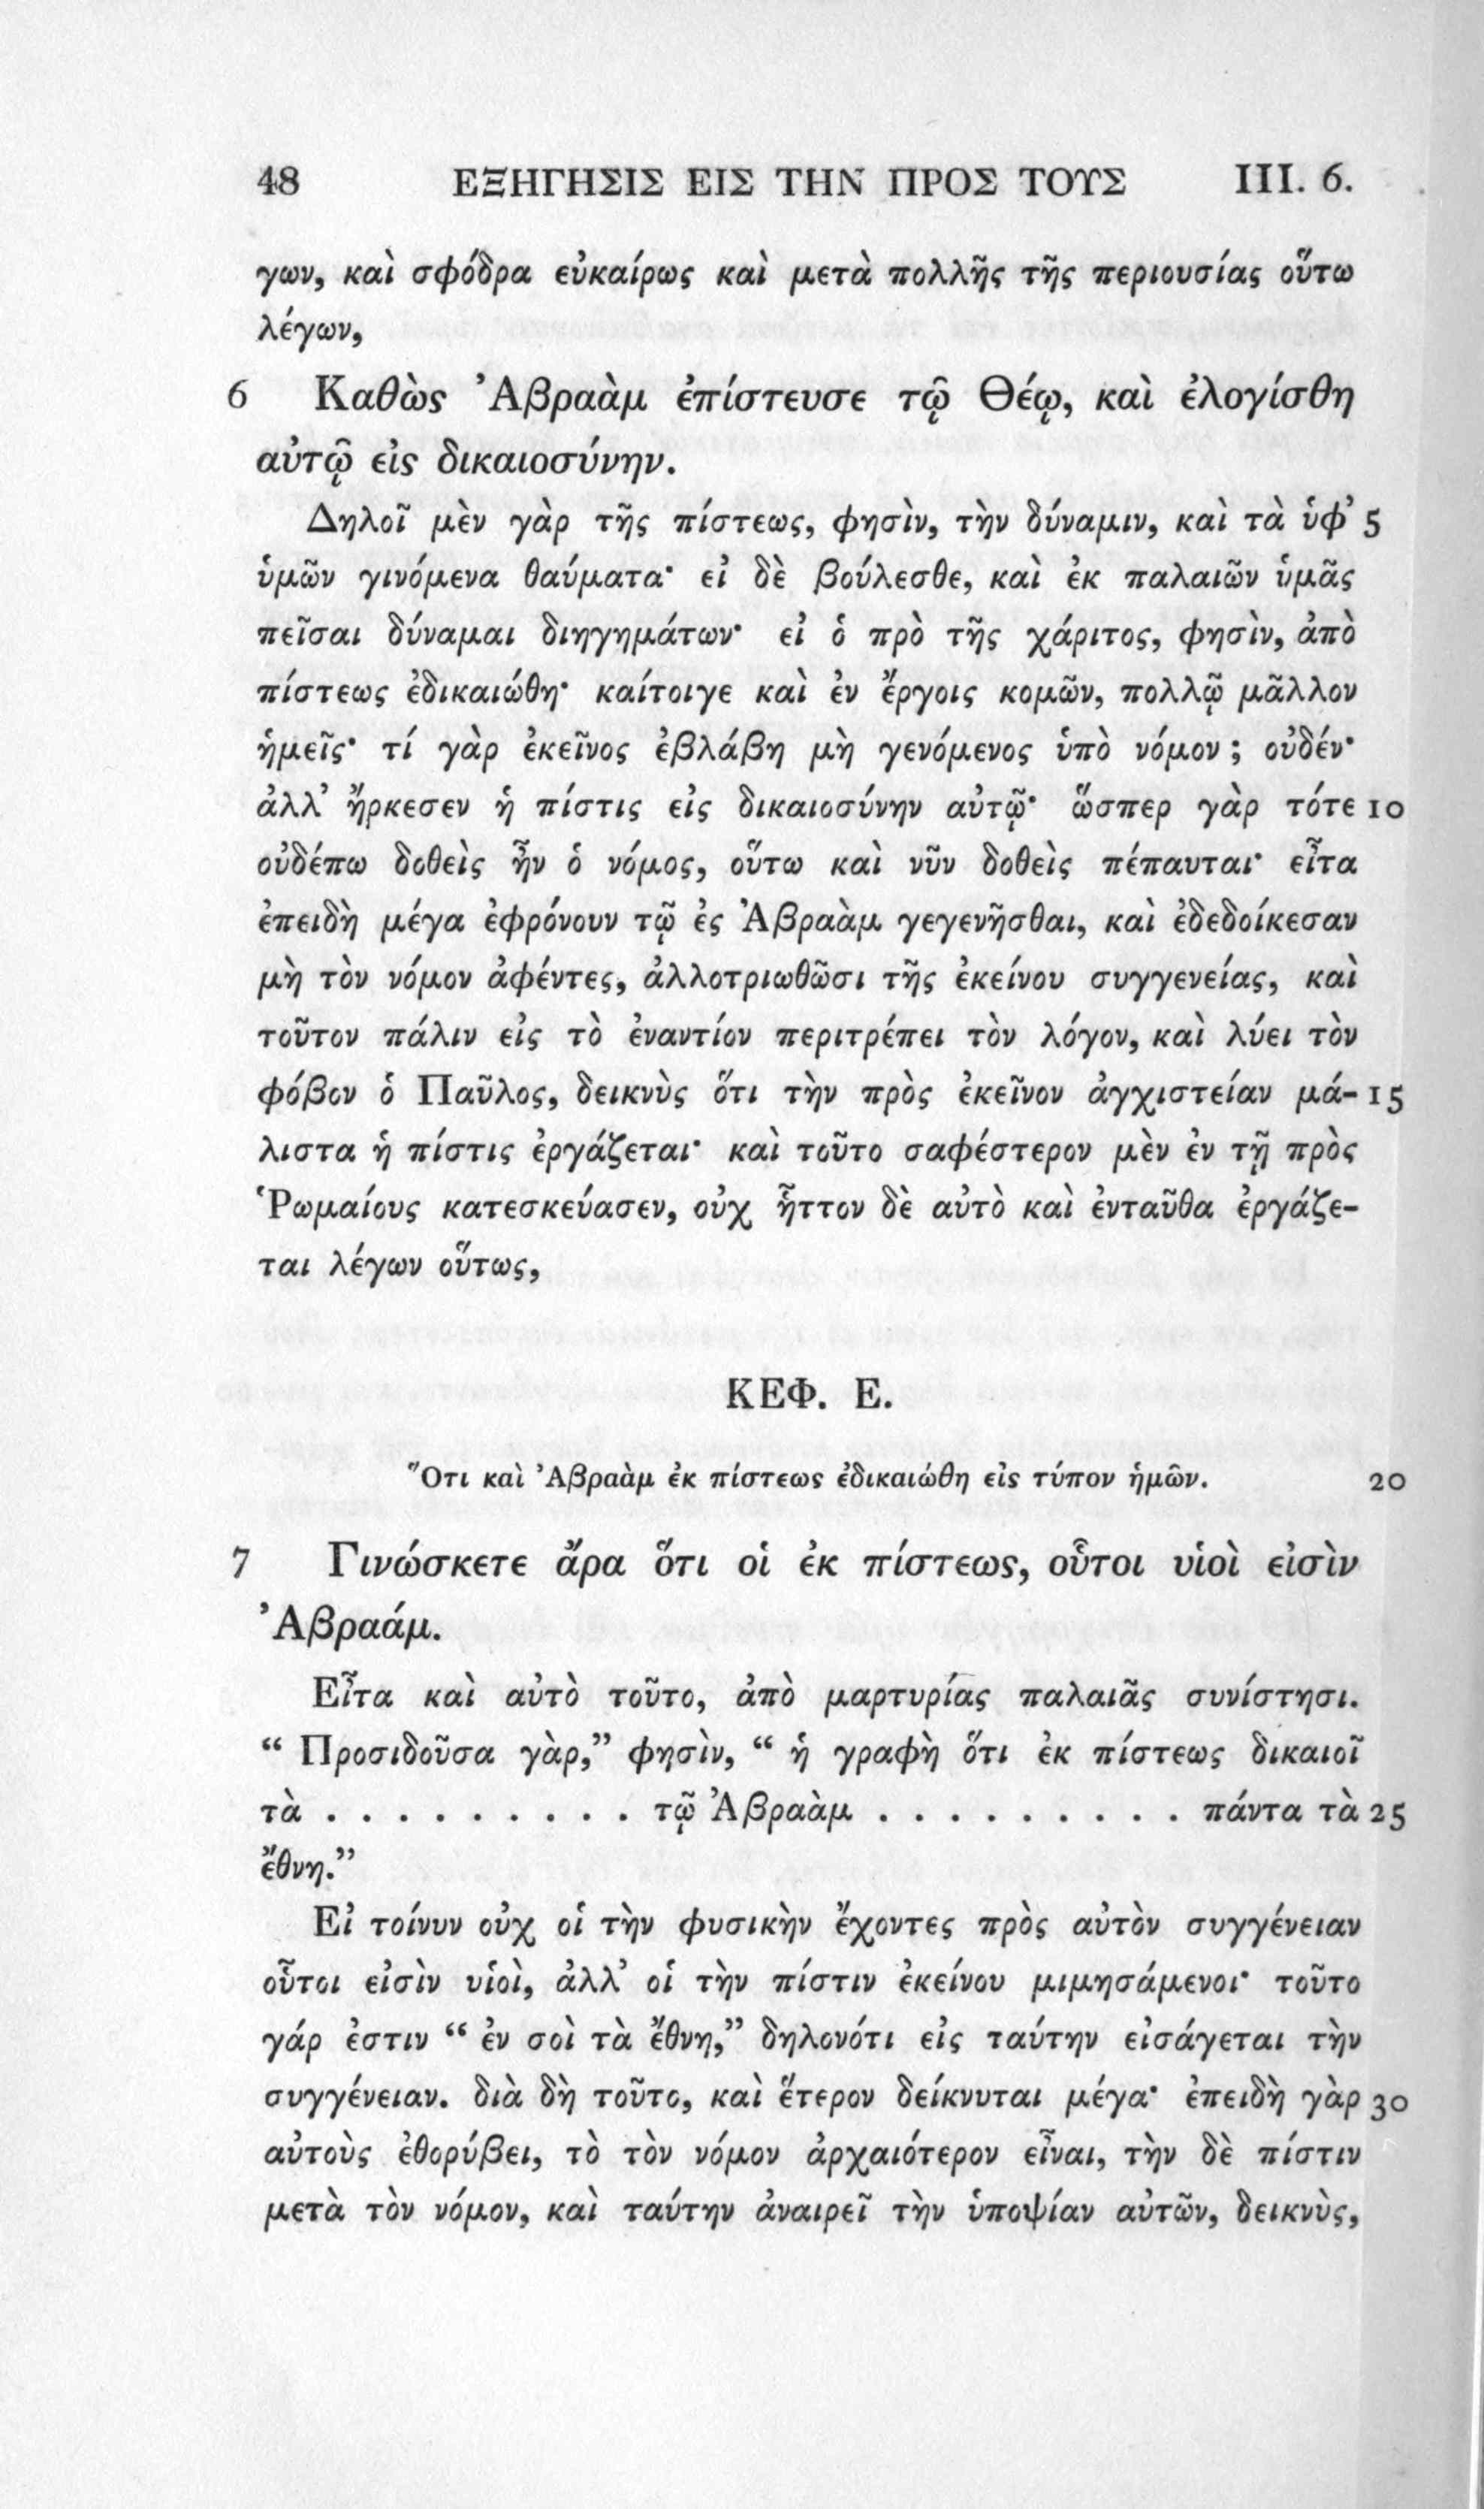 48 ΕΞΗΓΗΣΙΣ ΕΙΣ ΤΗΝ ΠΡΟΣ ΤΟΥΣ III. 6.
γων, καὶ σφόδρα εὐκαίρως καὶ μετὰ πολλῆς τῆς περιουσίας οὕτω
λέγων,
6 Καθὼς Ἀβραὰμ ἐπίστευσε τῷ Θέῳ, καὶ ἐλογίσθη
αὐτῷ εἰς δικαιοσύνην.
Δηλοῖ μὲν γὰρ τῆς πίστεως, φησὶν, τὴν δύναμιν, καὶ τὰ ὑφ’ 5
ὑμῶν γινόμενα θαύματα· εἰ δὲ βούλεσθε, καὶ ἐκ παλαιῶν ὑμᾶς
πεῖσαι δύναμαι διηγημάτων· εἰ ὁ πρὸ τῆς χάριτος, φησὶν, ἀπὸ
πίστεως ἐδικαιώθη· καίτοιγε καὶ ἐν ἔργοις κομῶν, πολλῷ μᾶλλον
ἡμεῖς· τί γὰρ ἐκεῖνος ἐβλάβη μὴ γενόμενος ὑπὸ νόμον ; οὐδέν·
ἀλλ’ ἤρκεσεν ἡ πίστις εἰς δικαιοσύνην αὐτῷ· ὥσπερ γὰρ τότε 10
οὐδέπω δοθεὶς ἦν ὁ νόμος, οὕτω καὶ νῦν δοθεὶς πέπαυται· εἶτα
ἐπειδὴ μέγα ἐφρόνουν τῷ ἐς Ἀβραὰμ γεγενῆσθαι, καὶ ἐδεδοίκεσαν
μὴ τὸν νόμον ἀφέντες, ἀλλοτριωθῶσι τῆς ἐκείνου συγγενείας, καὶ
τοῦτον πάλιν εἰς τὸ ἐναντίον περιτρέπει τὸν λόγον, καὶ λύει τὸν
φόβον ὁ Παῦλος, δεικνὺς ὅτι τὴν πρὸς ἐκεῖνον ἀγχιστείαν μά- 15
λιστα ἡ πίστις ἐργάζεται· καὶ τοῦτο σαφέστερον μὲν ἐν τῇ πρὸς
Ῥωμαίους κατεσκεύασεν, οὐχ ἧττον δὲ αὐτὸ καὶ ἐνταῦθα ἐργάζε-
ται λέγων οὕτως,
ΚΕΦ. Ε.
Ὅτι καὶ Ἀβραὰμ ἐκ πίστεως ἐδικαιώθη εἰς τύπον ἡμῶν. 20
7 Γινώσκετε ἄρα ὅτι οἱ ἐκ πίστεως, οὗτοι υἱοὶ εἰσὶν
Ἀβραάμ.
Εἶτα καὶ αὐτὸ τοῦτο, ἀπὸ μαρτυρίας παλαιᾶς συνίστησι.
“ Προσιδοῦσα γὰρ,” φησὶν, “ ἡ γραφὴ ὅτι ἐκ πίστεως δικαιοῖ
τὰ . . . . . . . . . τῷ Ἀβραὰμ . . . . . . . . . πάντα τὰ 25
ἔθνη.”
Εἰ τοίνυν οὐχ οἱ τὴν φυσικὴν ἔχοντες πρὸς αὐτὸν συγγένειαν
οὗτοι εἰσὶν υἱοὶ, ἀλλ’ οἱ τὴν πίστιν ἐκείνου μιμησάμενοι· τοῦτο
γάρ ἐστιν “ ἐν σοὶ τὰ ἔθνη,” δηλονότι εἰς ταύτην εἰσάγεται τὴν
συγγένειαν. διὰ δὴ τοῦτο, καὶ ἕτερον δείκνυται μέγα· ἐπειδὴ γὰρ 30
αὐτοὺς ἐθορύβει, τὸ τὸν νόμον ἀρχαιότερον εἶναι, τὴν δὲ πίστιν
μετὰ τὸν νόμον, καὶ ταύτην ἀναιρεῖ τὴν ὑποψίαν αὐτῶν, δεικνὺς,